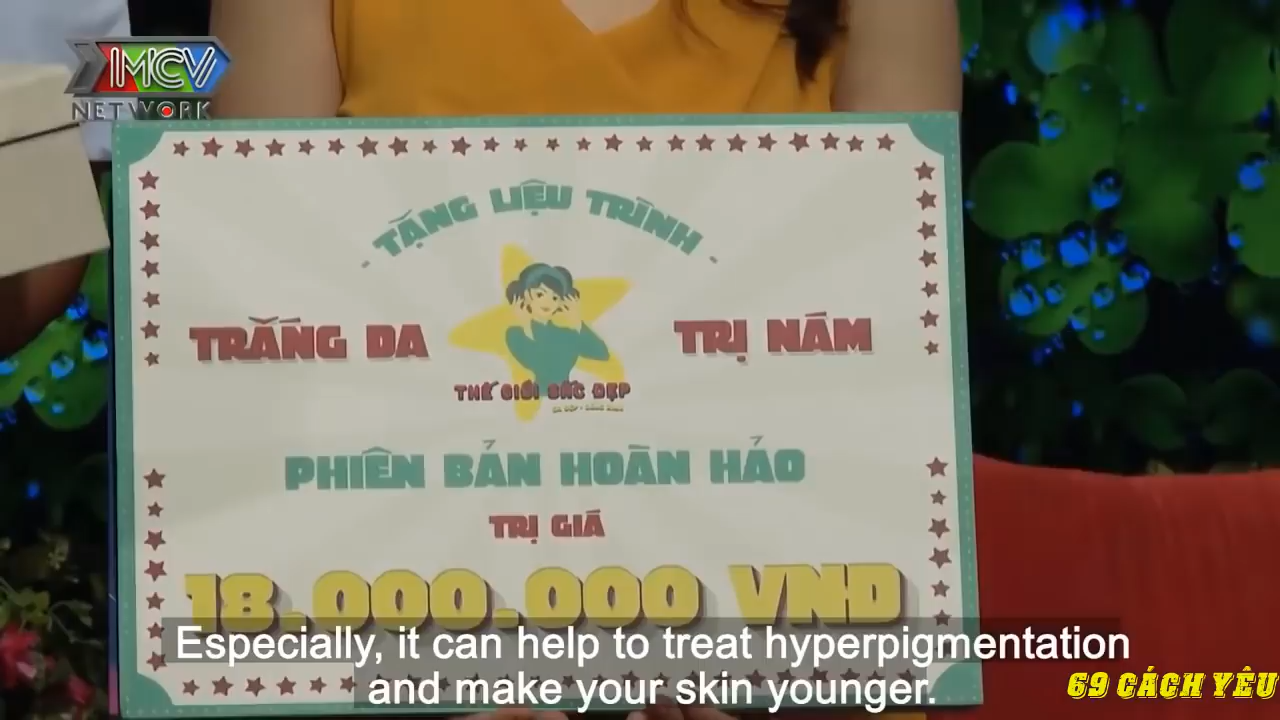 MCV
NETWORK
TẶNG LIỆU TRÌNH
TRẮNG DA
TRỊ NÁM
THẾ GIỚI SẮC ĐẸP
PHIÊN BẢN HOÀN HẢO
TRỊ GIÁ
18.000.000 VNĐ
Especially, it can help to treat hyperpigmentation
and make your skin younger.
69 CÁCH YÊU